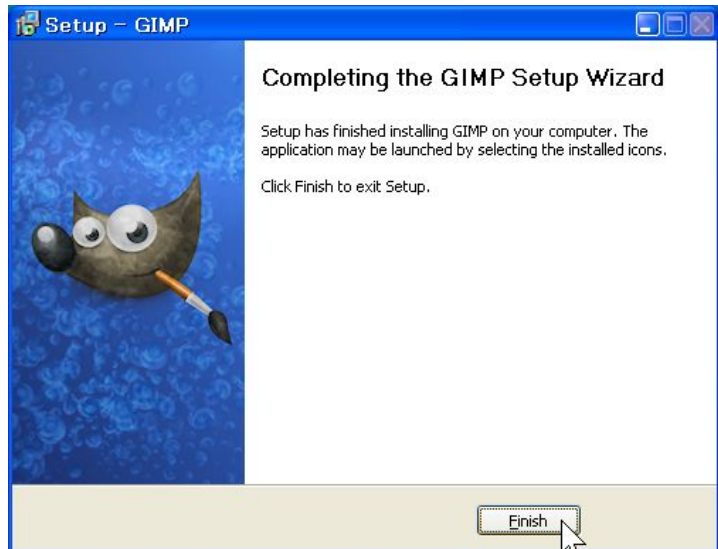 Setup - GIMP
Completing the GIMP Setup Wizard
Setup has finished installing GIMP on your computer. The
application may be launched by selecting the installed icons.
Click Finish to exit Setup.
Finish